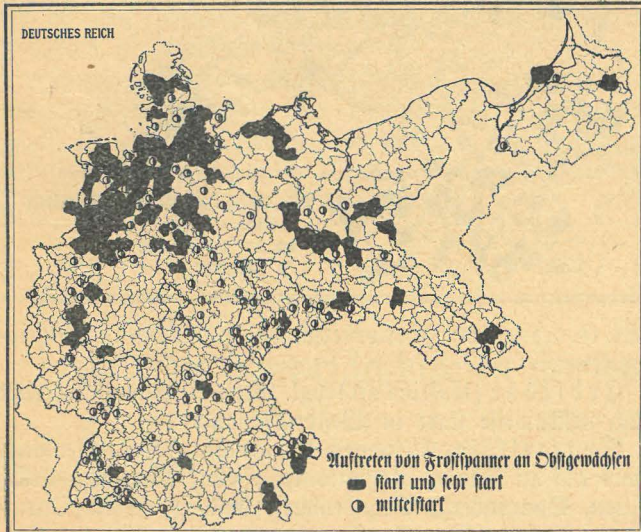 DEUTSCHES REICH
Auftreten von Frostspanner an Obstgewächsen
stark und sehr stark
mittelstark